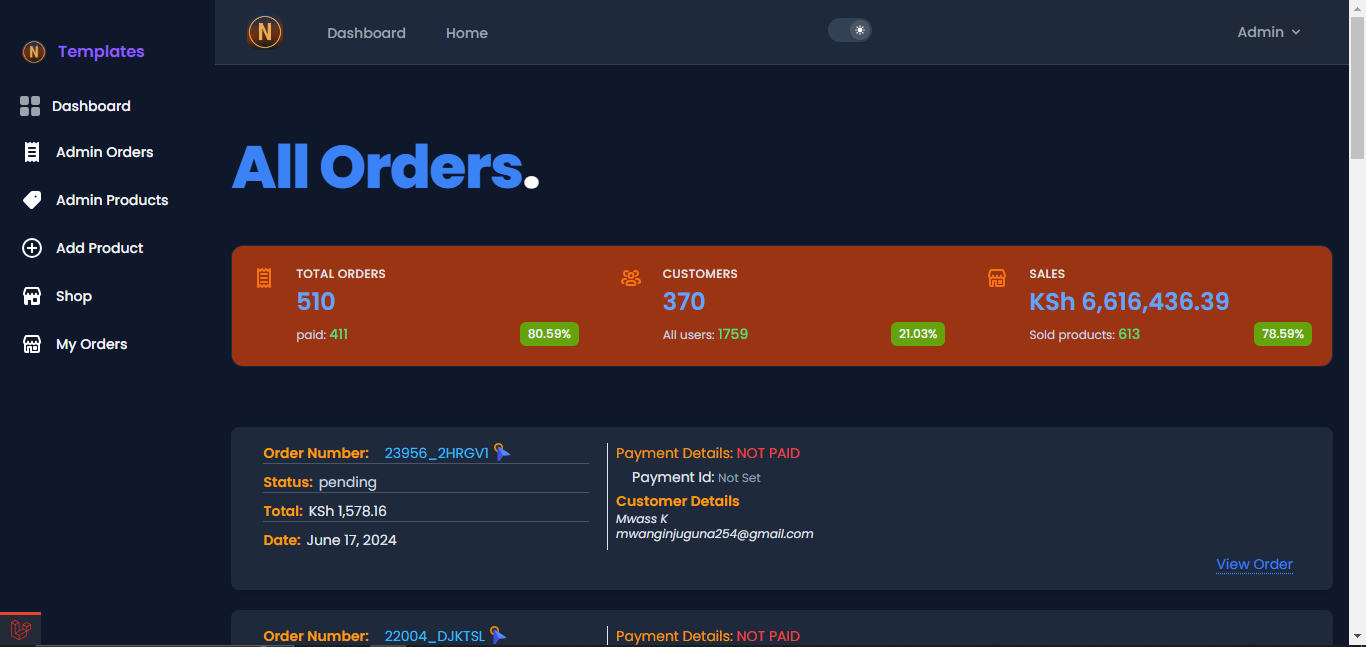 N Templates
Dashboard
Admin Orders
Admin Products
Add Product
Shop
My Orders
N Dashboard Home Admin
All Orders.
TOTAL ORDERS
510
paid: 411 80.59%
CUSTOMERS
370
All users: 1759 21.03%
SALES
KSh 6,616,436.39
Sold products: 613 78.59%
Order Number: 23956_2HRGV1
Status: pending
Total: KSh 1,578.16
Date: June 17, 2024
Payment Details: NOT PAID
Payment Id: Not Set
Customer Details
Mwass K
mwanginjuguna254@gmail.com
View Order
Order Number: 22004_DJKTSL
Payment Details: NOT PAID